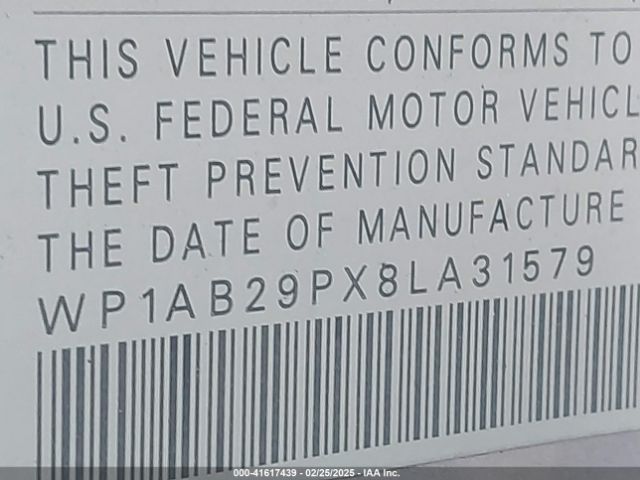 THIS VEHICLE CONFORMS TO
U.S. FEDERAL MOTOR VEHICL
THEFT PREVENTION STANDAR
THE DATE OF MANUFACTURE
WP1AB29PX8LA31579
000-41617439 - 02/25/2025 - IAA Inc.